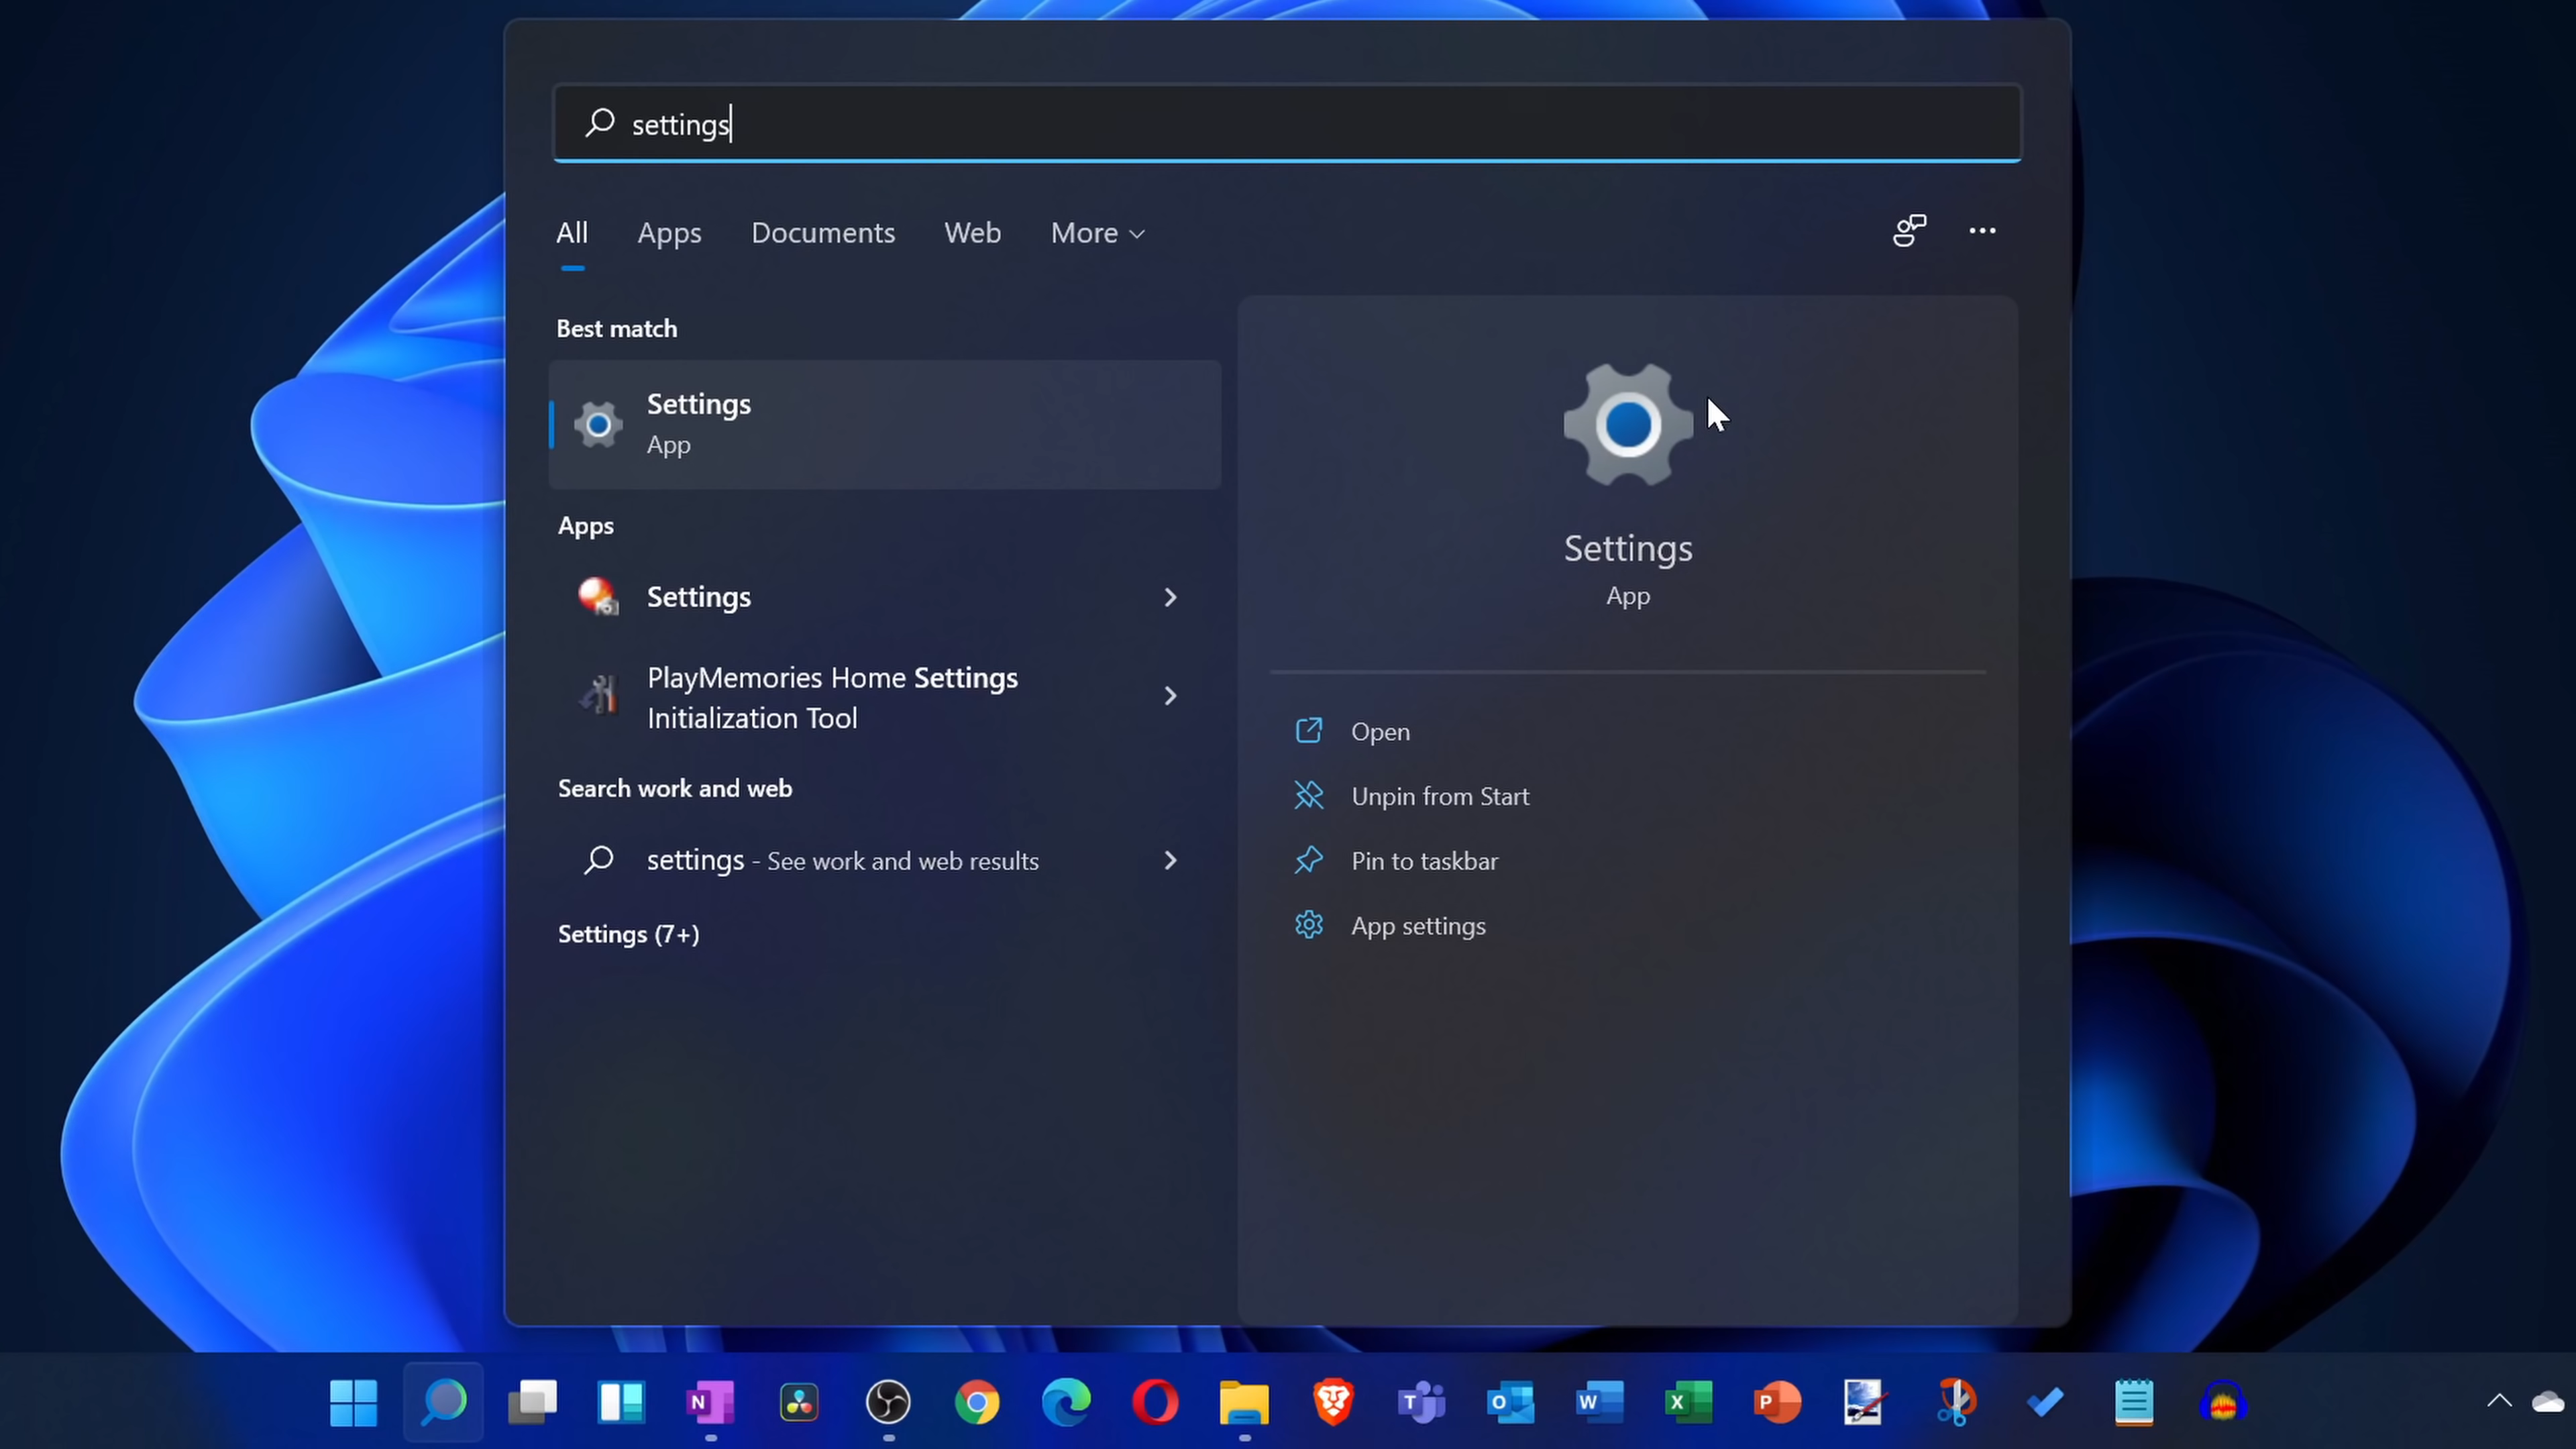 settings
All Apps Documents Web More
Best match
Settings
App
Apps
Settings
PlayMemories Home Settings
Initialization Tool
Search work and web
settings - See work and web results
Settings (7+)
Settings
App
Open
Unpin from Start
Pin to taskbar
App settings
N T O W X P